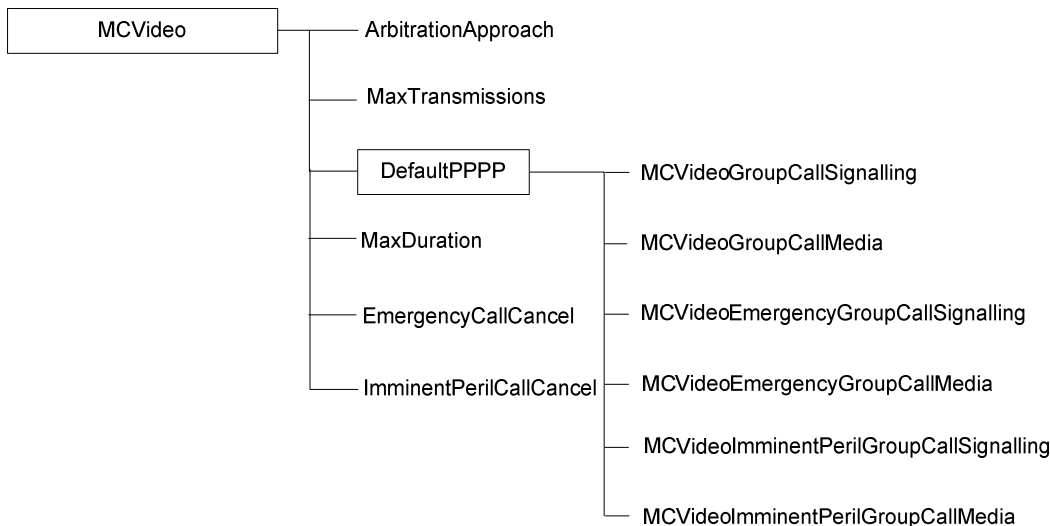 MCVideo
ArbitrationApproach
MaxTransmissions
DefaultPPPP
MaxDuration
EmergencyCallCancel
ImminentPerilCallCancel
MCVideoGroupCallSignalling
MCVideoGroupCallMedia
MCVideoEmergencyGroupCallSignalling
MCVideoEmergencyGroupCallMedia
MCVideoImminentPerilGroupCallSignalling
MCVideoImminentPerilGroupCallMedia